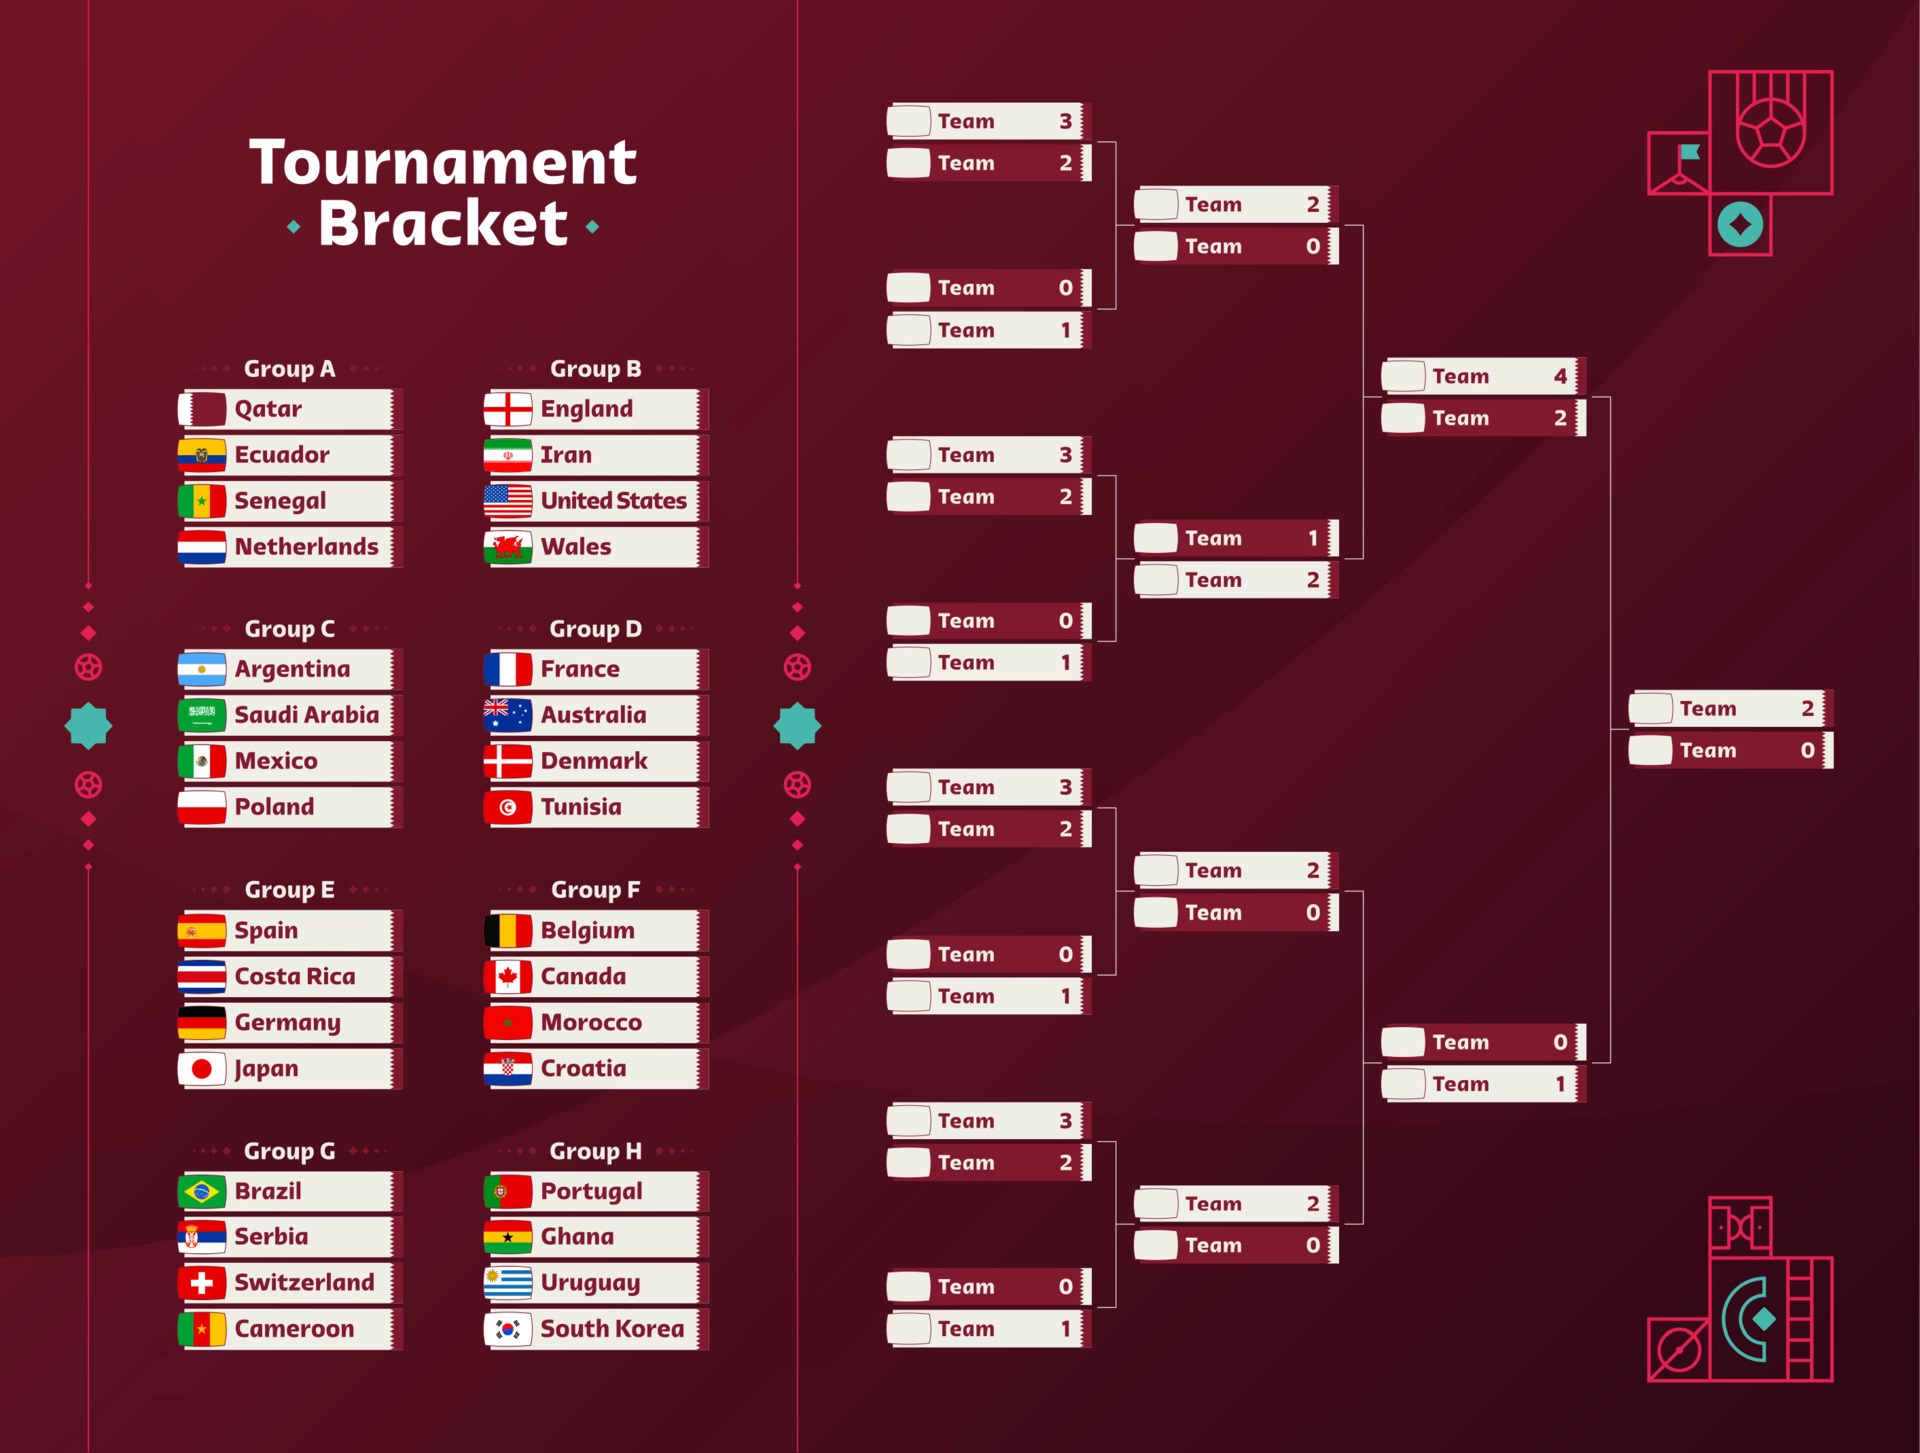 Tournament
Bracket
Group A
Qatar
Ecuador
Senegal
Netherlands
Group B
England
Iran
United States
Wales
Group C
Argentina
Saudi Arabia
Mexico
Poland
Group D
France
Australia
Denmark
Tunisia
Group E
Spain
Costa Rica
Germany
Japan
Group F
Belgium
Canada
Morocco
Croatia
Group G
Brazil
Serbia
Switzerland
Cameroon
Group H
Portugal
Ghana
Uruguay
South Korea
Team 3
Team 2
Team 0
Team 1
Team 3
Team 2
Team 0
Team 1
Team 3
Team 2
Team 0
Team 1
Team 3
Team 2
Team 0
Team 1
Team 2
Team 0
Team 1
Team 2
Team 2
Team 0
Team 2
Team 0
Team 4
Team 2
Team 0
Team 1
Team 2
Team 0